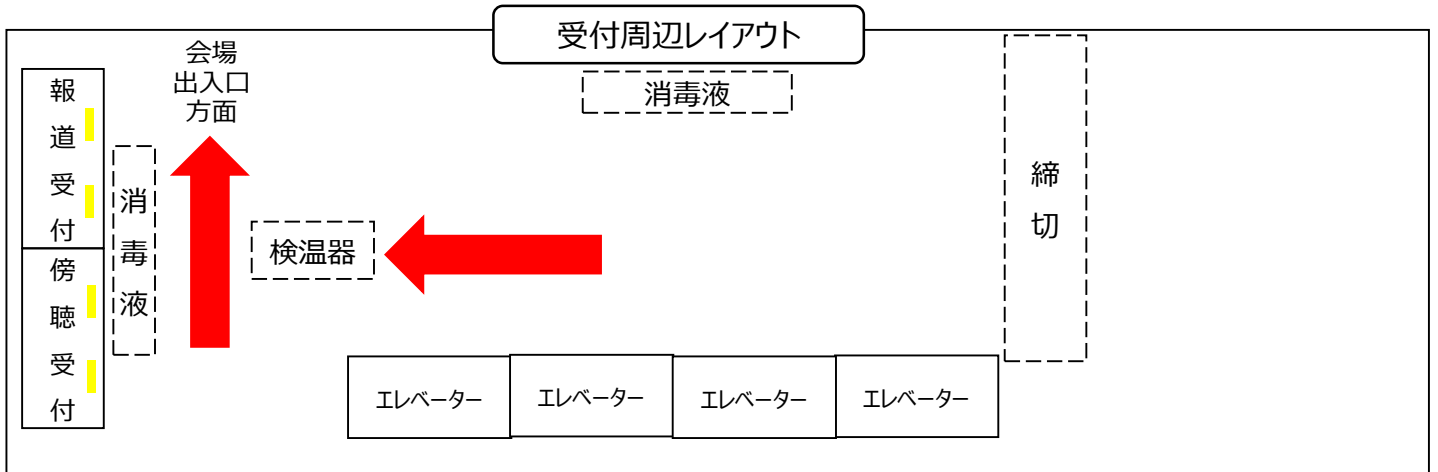 受付周辺レイアウト
会場
出入口
方面
消毒液
報道受付
消毒液
検温器
締切
傍聴受付
エレベーター
エレベーター
エレベーター
エレベーター